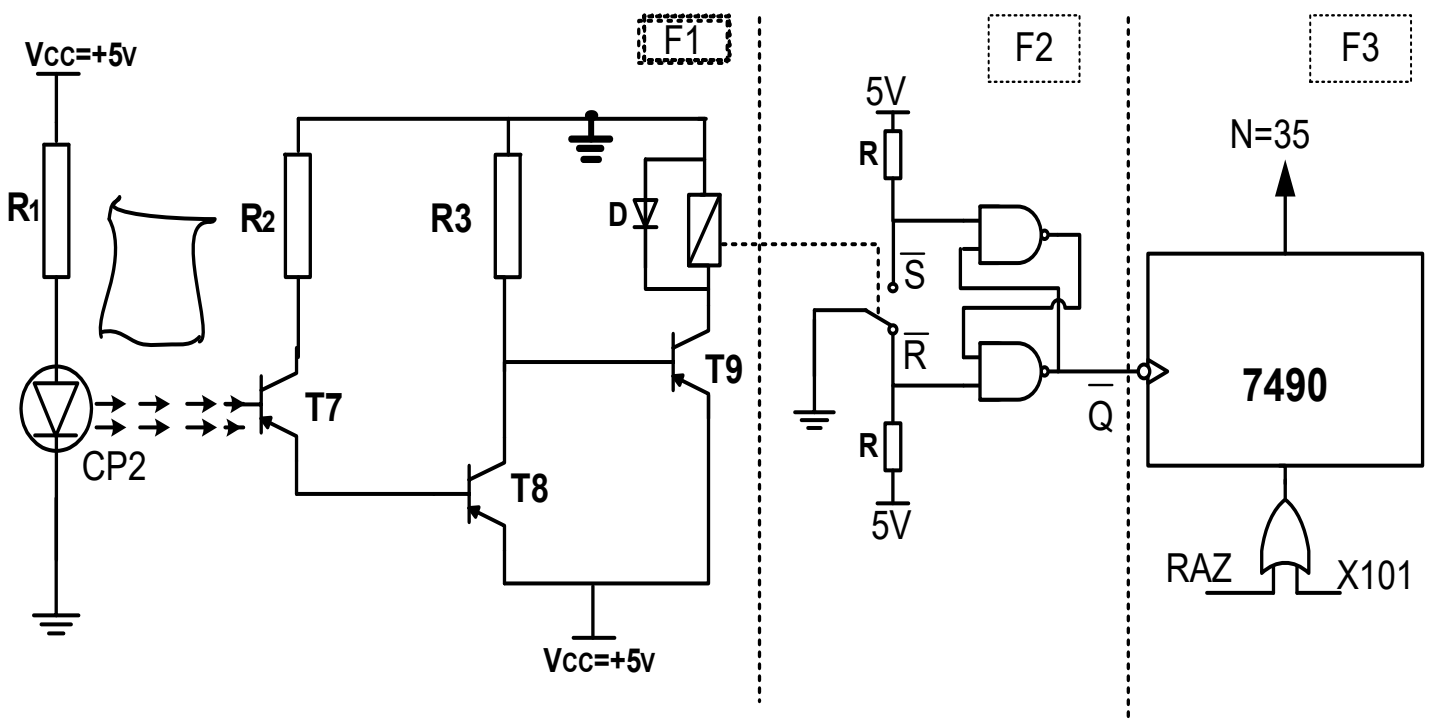 F1
F2
F3
Vcc=+5v
5V
N=35
R
R1
R2
R3
D
S̅
R̅
T9
T7
7490
Q̅
CP2
R
T8
5V
RAZ
X101
Vcc=+5v